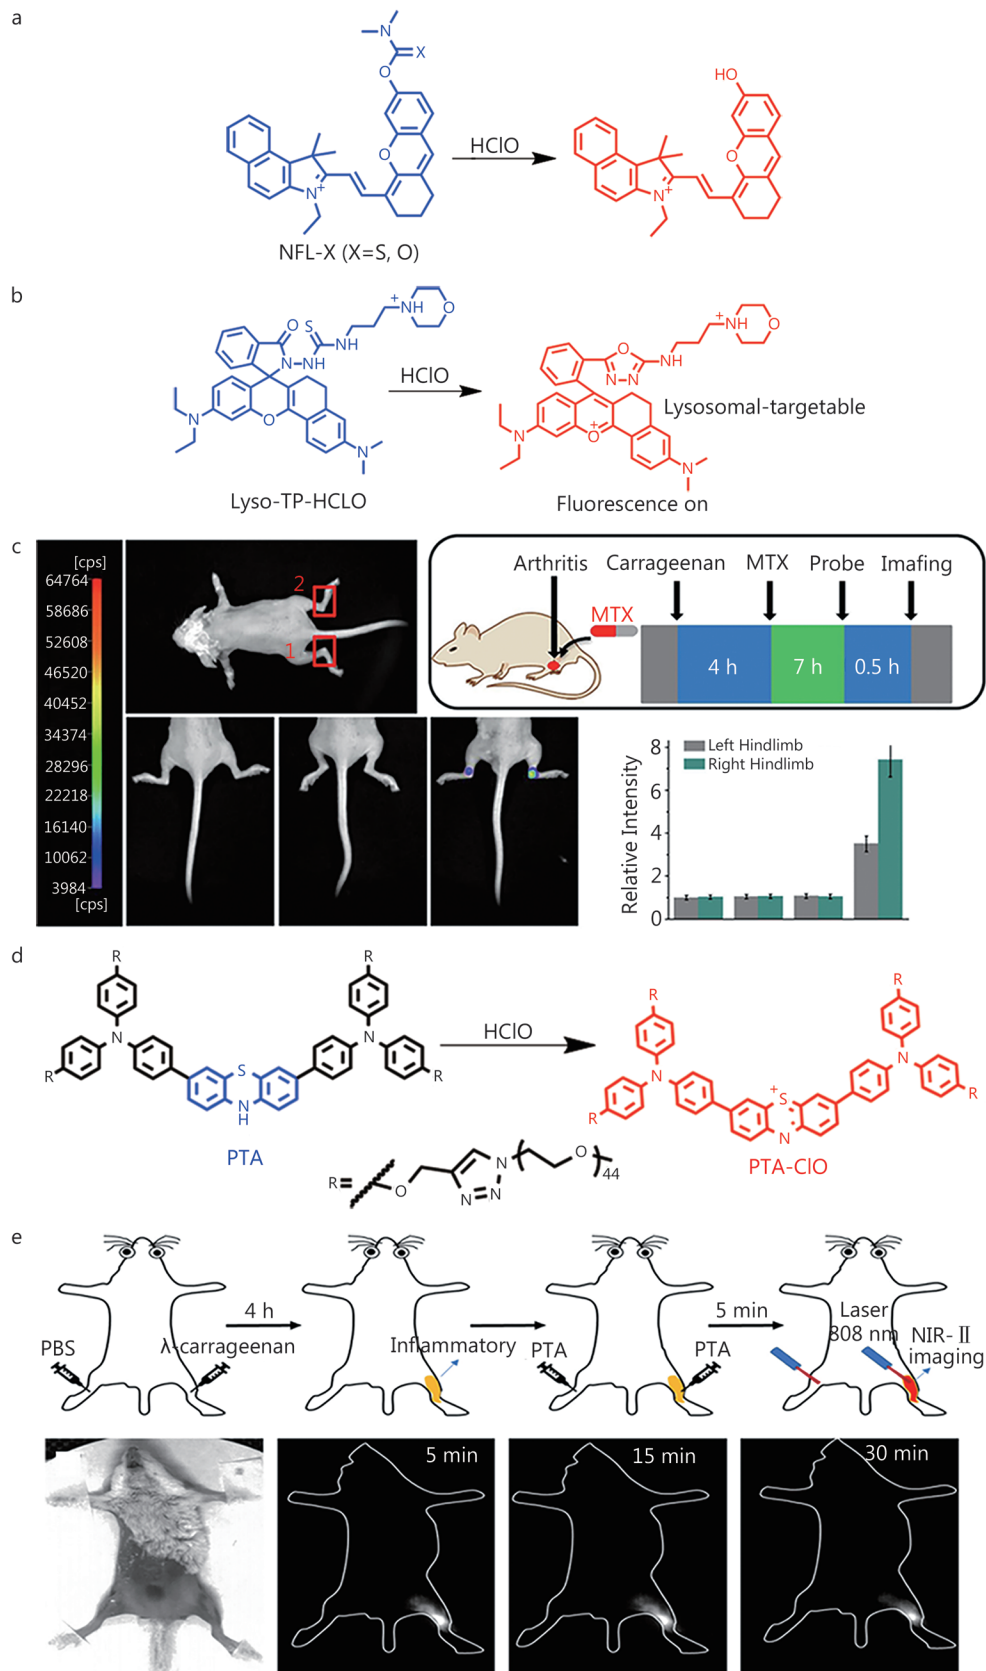 a
N
X
O
O
N+
NFL-X (X=S, O)
HClO
HO
O
N+
b
O
S
N-NH
NH
+NH
O
N
O
N
Lyso-TP-HCLO
HClO
O
N-N
NH
+NH
O
Lysosomal-targetable
N
O+
N
Fluorescence on
c
[cps]
64764
58686
52608
46520
40452
34374
28296
22218
16140
10062
3984
[cps]
2
1
Arthritis
Carrageenan
MTX
Probe
Imafing
MTX
4 h
7 h
0.5 h
Relative Intensity
8
6
4
2
0
Left Hindlimb
Right Hindlimb
d
R
R
N
N
R
R
S
N
H
PTA
HClO
R
R
N
N
R
R
+S
N
PTA-ClO
R=
O
N
N=N
O
44
e
PBS
4 h
λ-carrageenan
Inflammatory
PTA
PTA
5 min
Laser
808 nm
NIR-Ⅱ
imaging
5 min
15 min
30 min